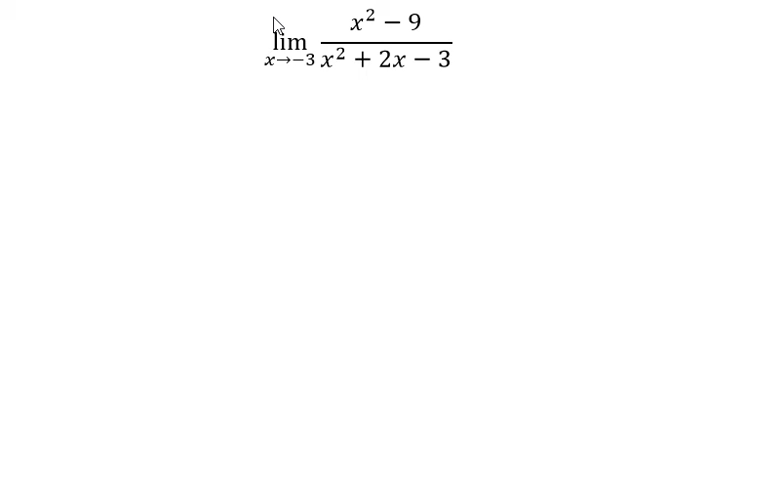 lim x→−3 (x² − 9)/(x² + 2x − 3)